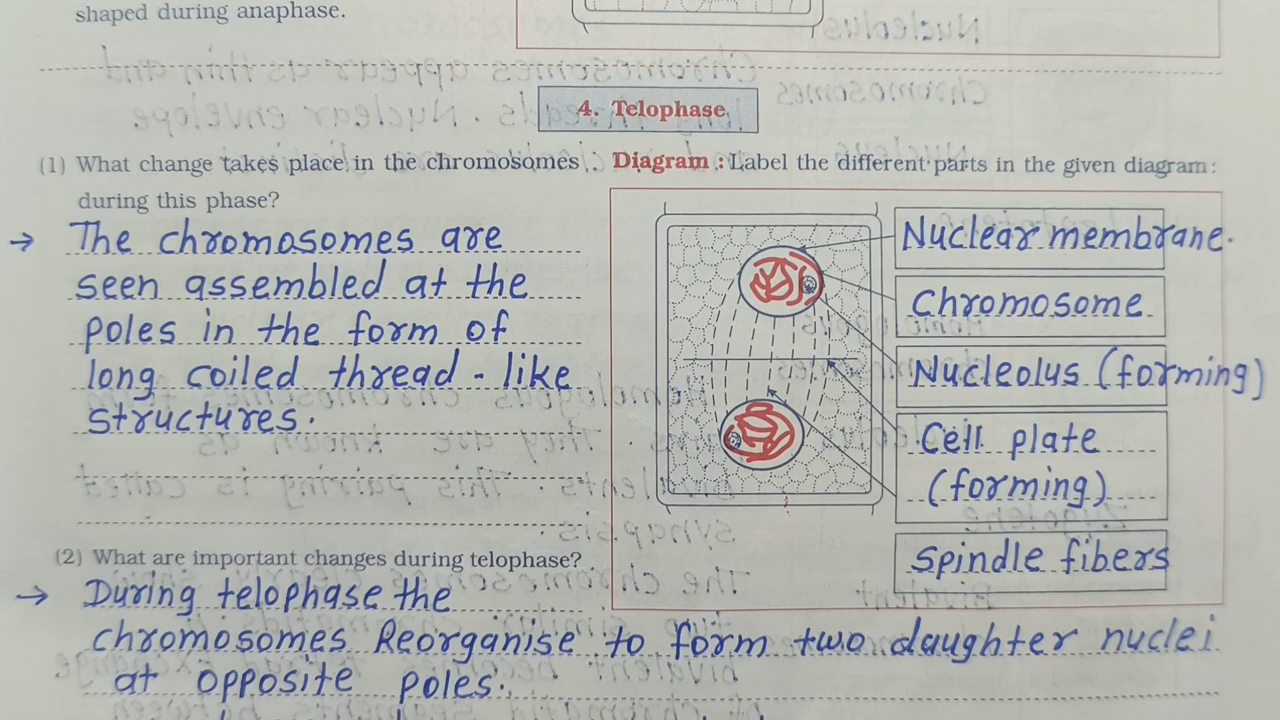 shaped during anaphase.
4. Telophase
(1) What change takes place in the chromosomes
during this phase?
→ The chromosomes are
seen assembled at the
poles in the form of
long coiled thread - like
structures.
Diagram : Label the different parts in the given diagram :
Nuclear membrane.
Chromosome
Nucleolus (forming)
Cell plate
(forming)
Spindle fibers
(2) What are important changes during telophase?
→ During telophase the
chromosomes Reorganise to form two daughter nuclei
at opposite poles.